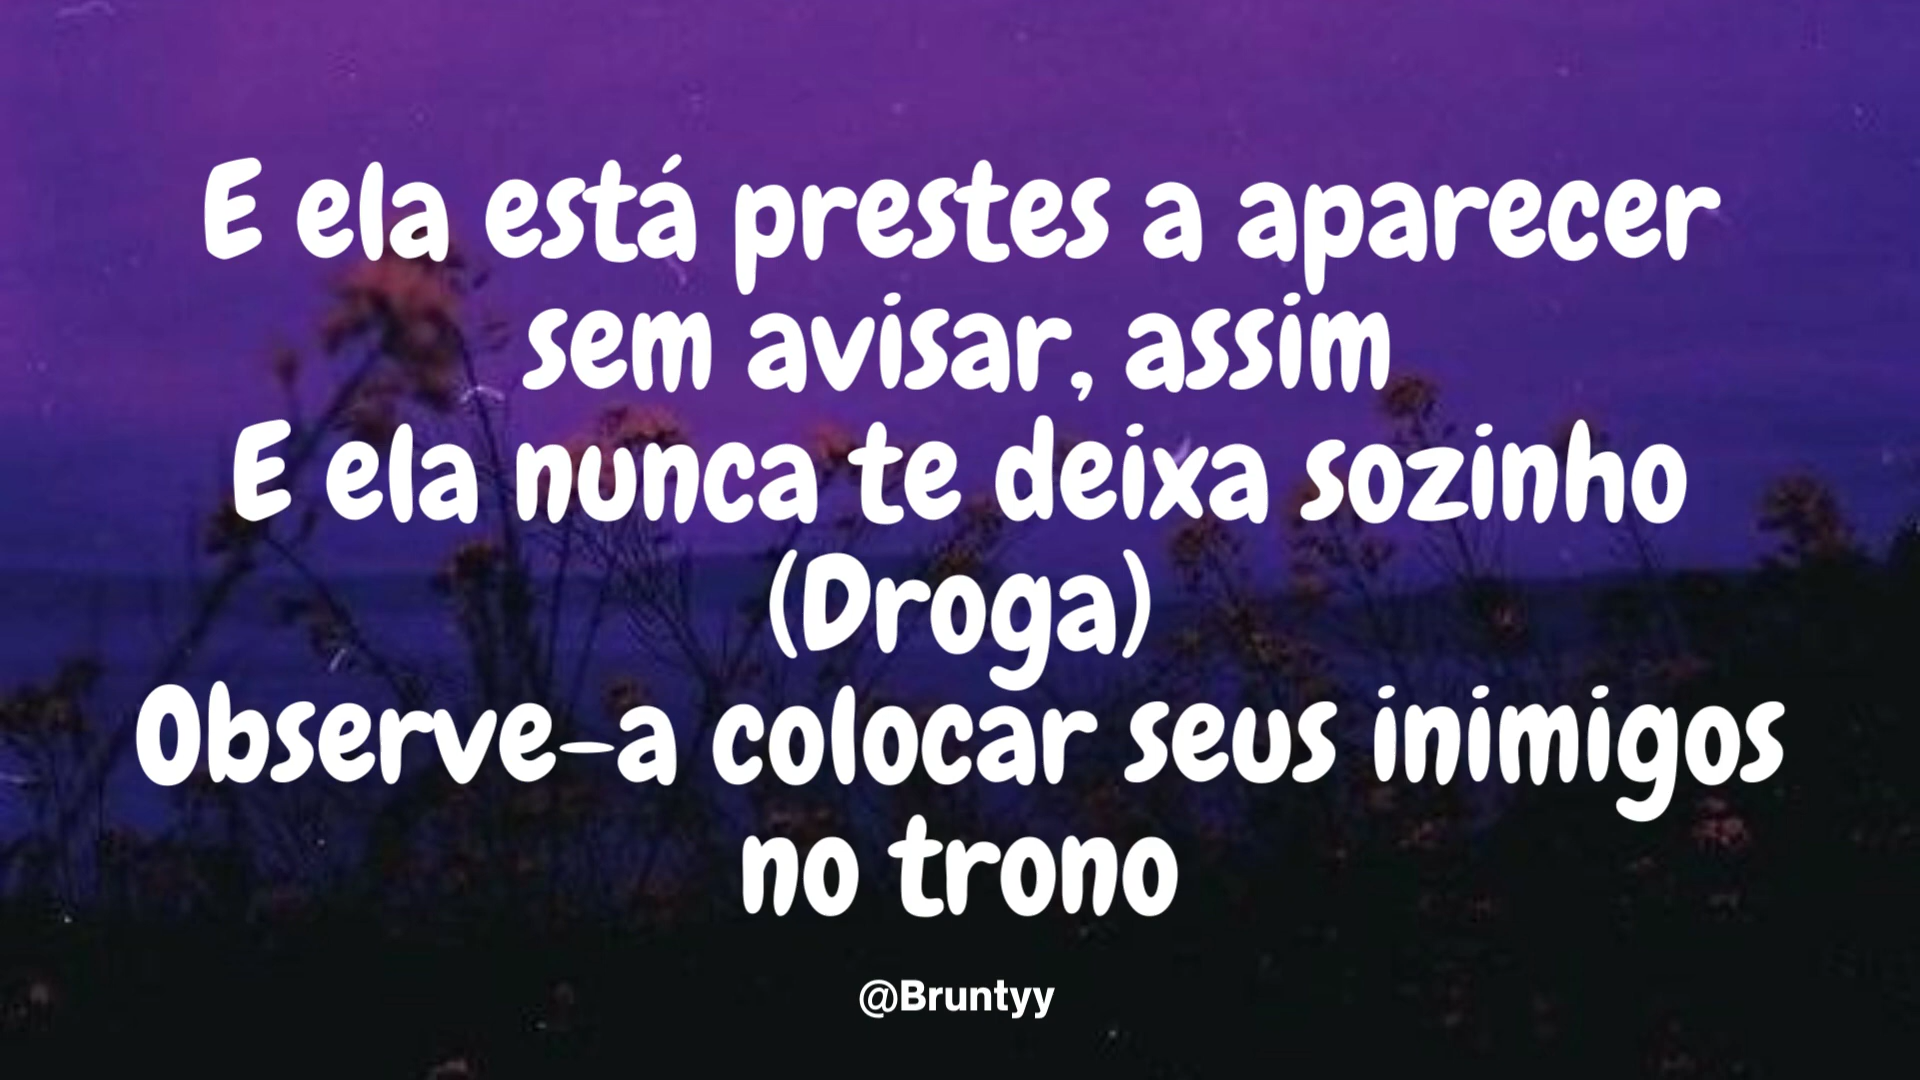 E ela está prestes a aparecer
sem avisar, assim
E ela nunca te deixa sozinho
(Droga)
Observe-a colocar seus inimigos
no trono
@Bruntyy